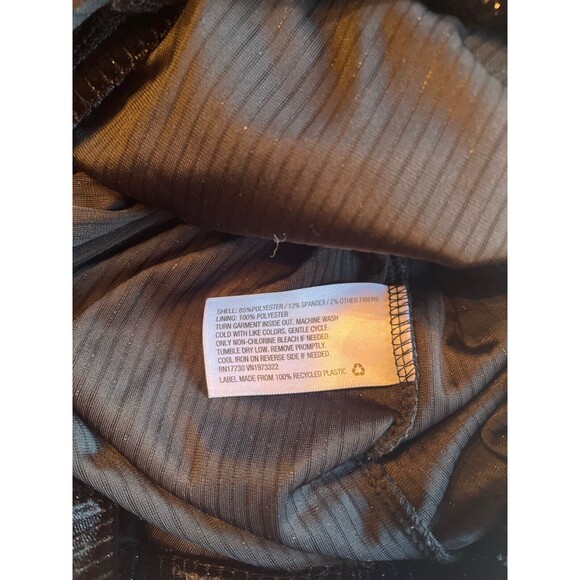 SHELL: 85%POLYESTER / 13% SPANDEX / 2% OTHER FIBERS
LINING: 100% POLYESTER
TURN GARMENT INSIDE OUT. MACHINE WASH
COLD WITH LIKE COLORS. GENTLE CYCLE.
ONLY NON-CHLORINE BLEACH IF NEEDED.
TUMBLE DRY LOW. REMOVE PROMPTLY.
COOL IRON ON REVERSE SIDE IF NEEDED.
RN17730 VN1973322
LABEL MADE FROM 100% RECYCLED PLASTIC